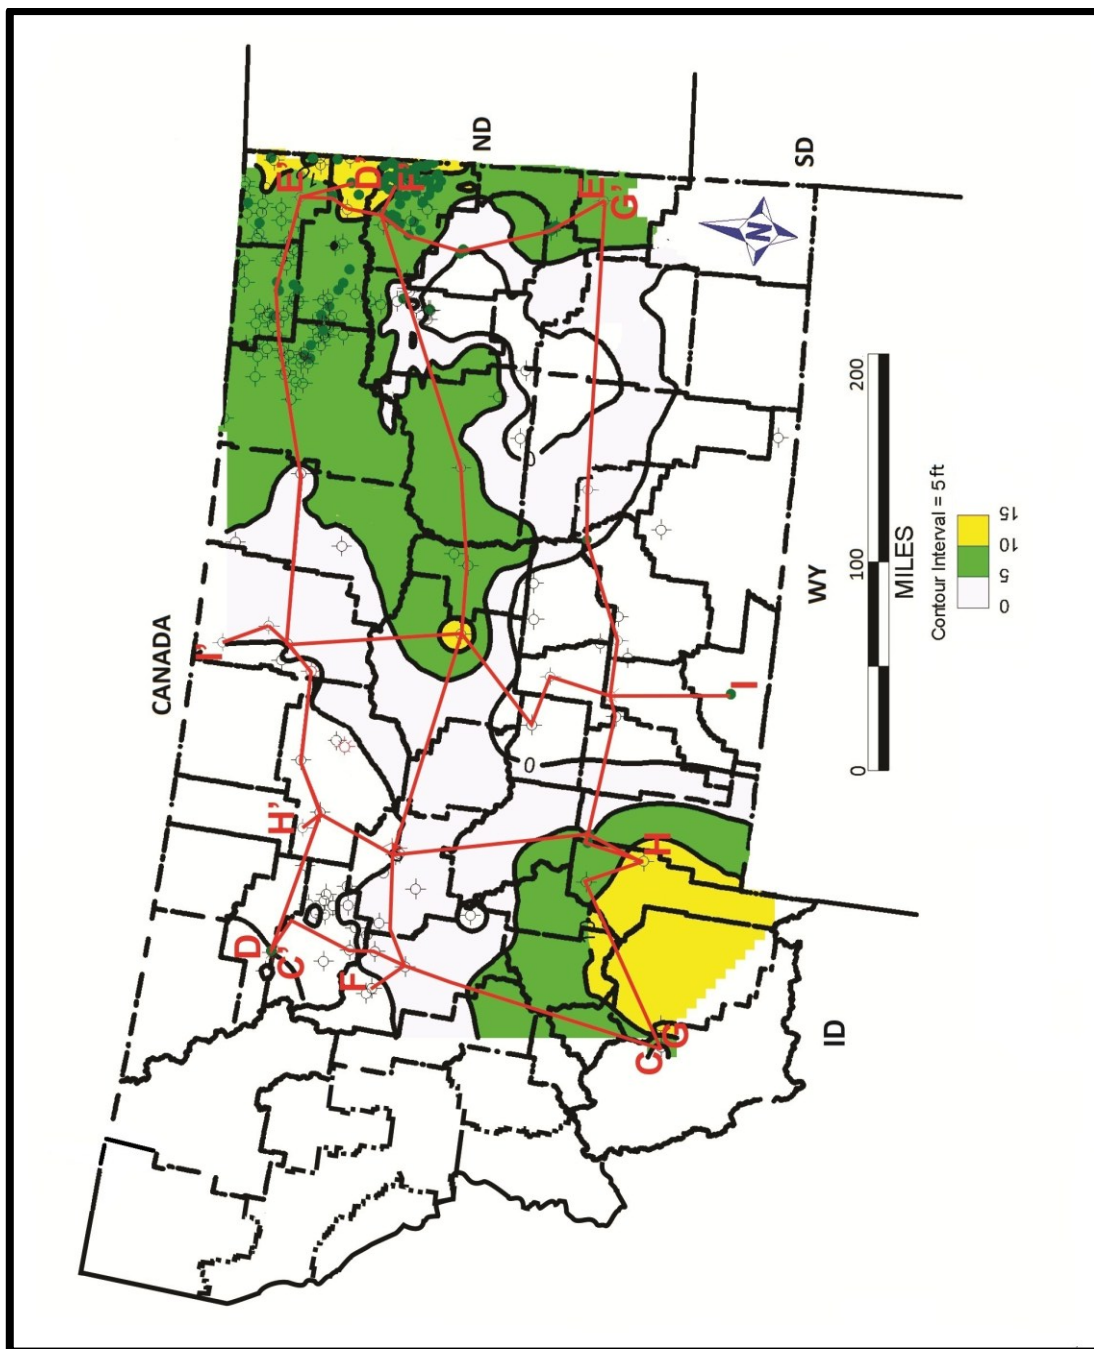 CANADA
I'
H'
D
C'
F
E'
D'
F'
ND
E
G'
SD
N
0
0
H
I
C
G
ID
WY
0
100
200
MILES
Contour Interval = 5 ft
0
5
10
15